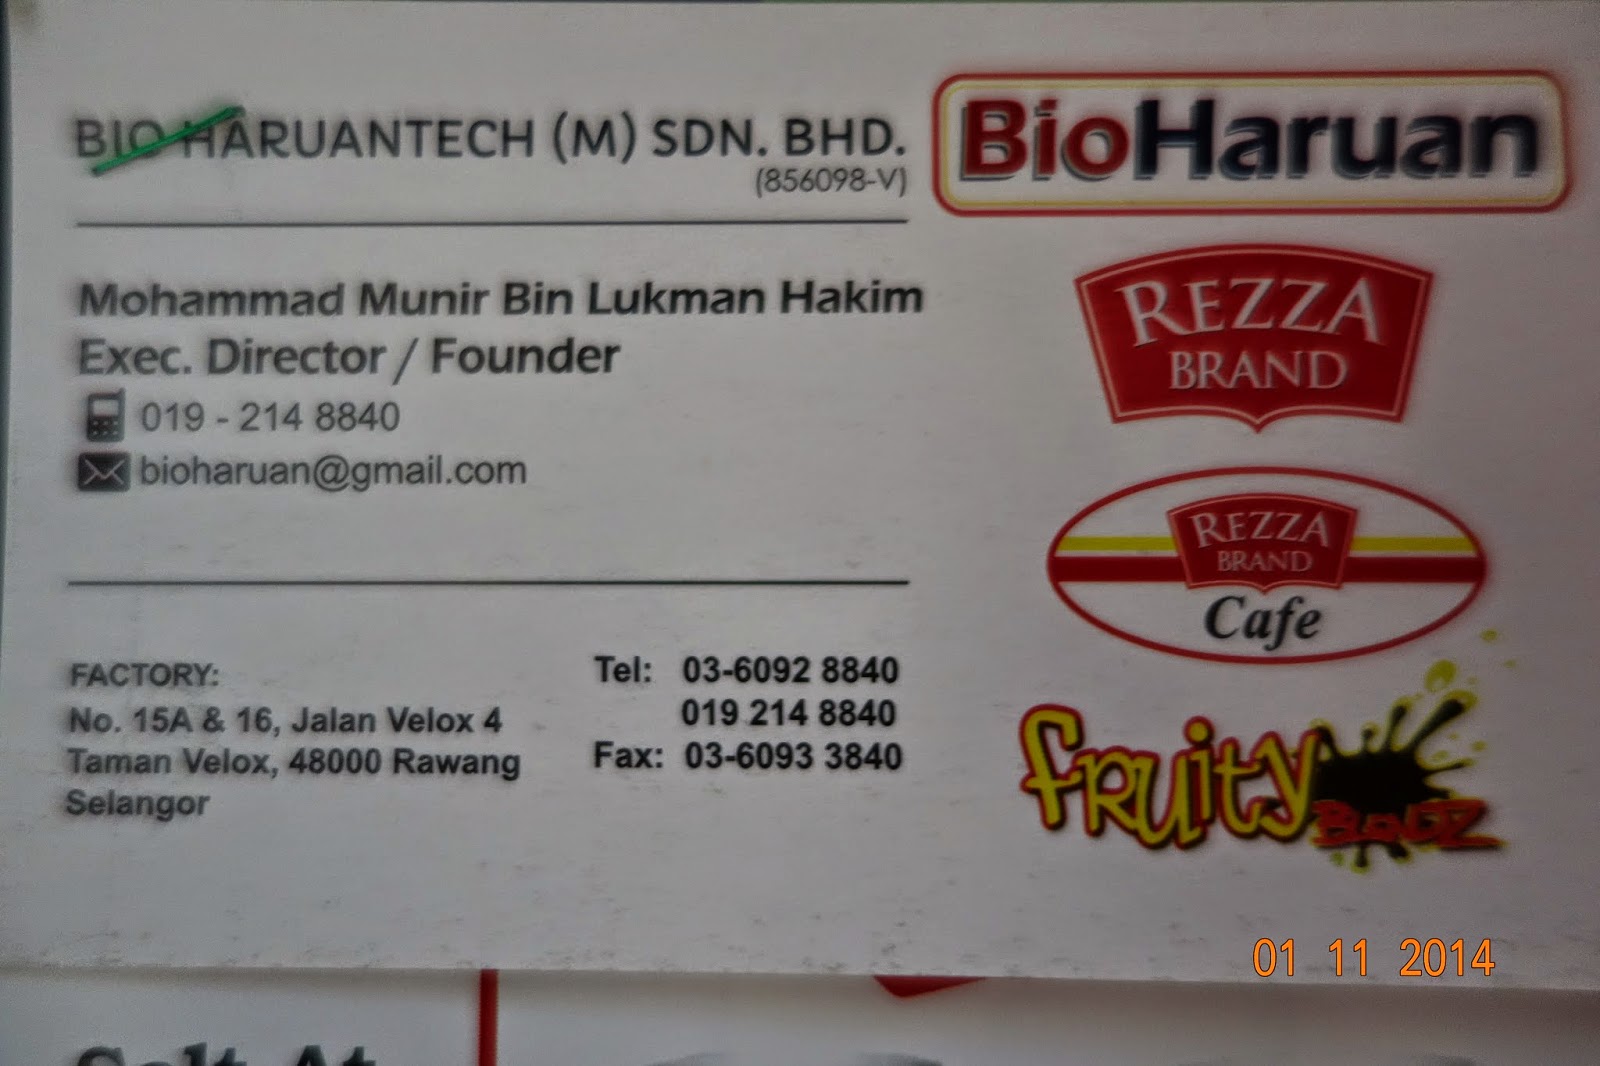 BIO HARUANTECH (M) SDN. BHD.
(856098-V)
Mohammad Munir Bin Lukman Hakim
Exec. Director / Founder
019 - 214 8840
bioharuan@gmail.com
FACTORY:
No. 15A & 16, Jalan Velox 4
Taman Velox, 48000 Rawang
Selangor
Tel: 03-6092 8840
019 214 8840
Fax: 03-6093 3840
BioHaruan
REZZA
BRAND
REZZA
BRAND
Cafe
fruity
01 11 2014